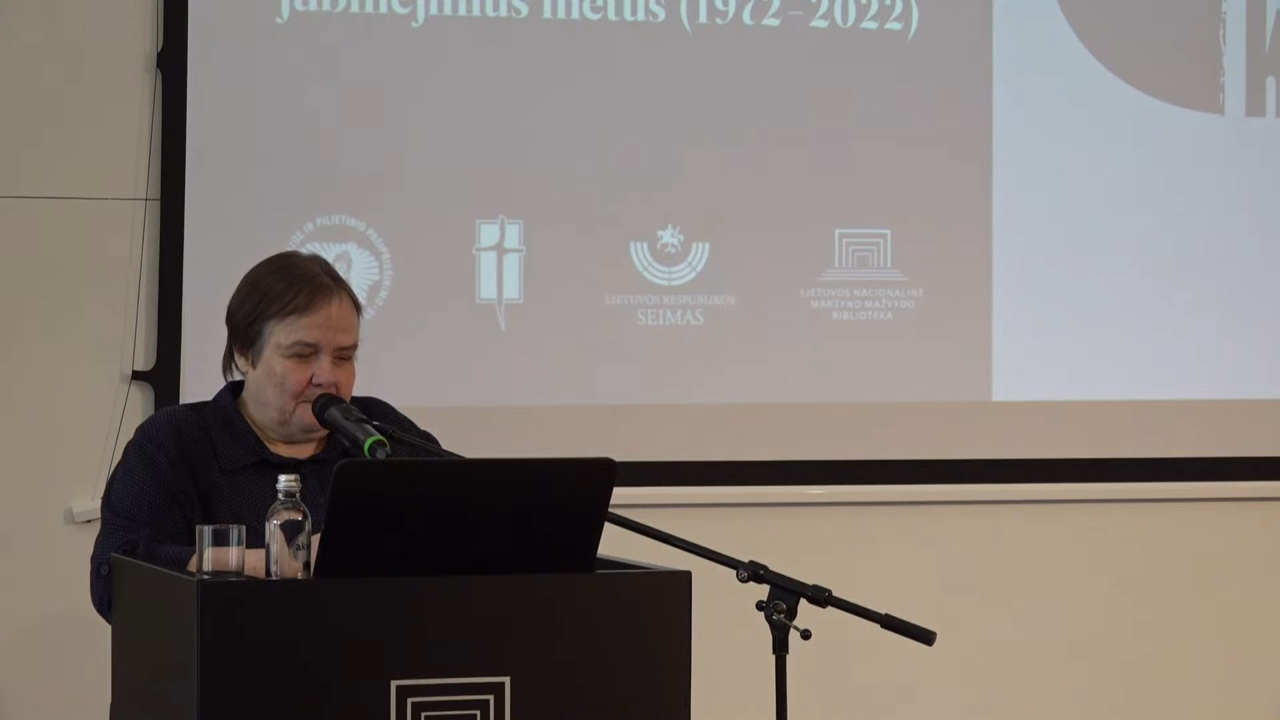 jubiliejinius metus (1972–2022)
LIETUVOS RESPUBLIKOS
SEIMAS
LIETUVOS NACIONALINĖ
MARTYNO MAŽVYDO
BIBLIOTEKA